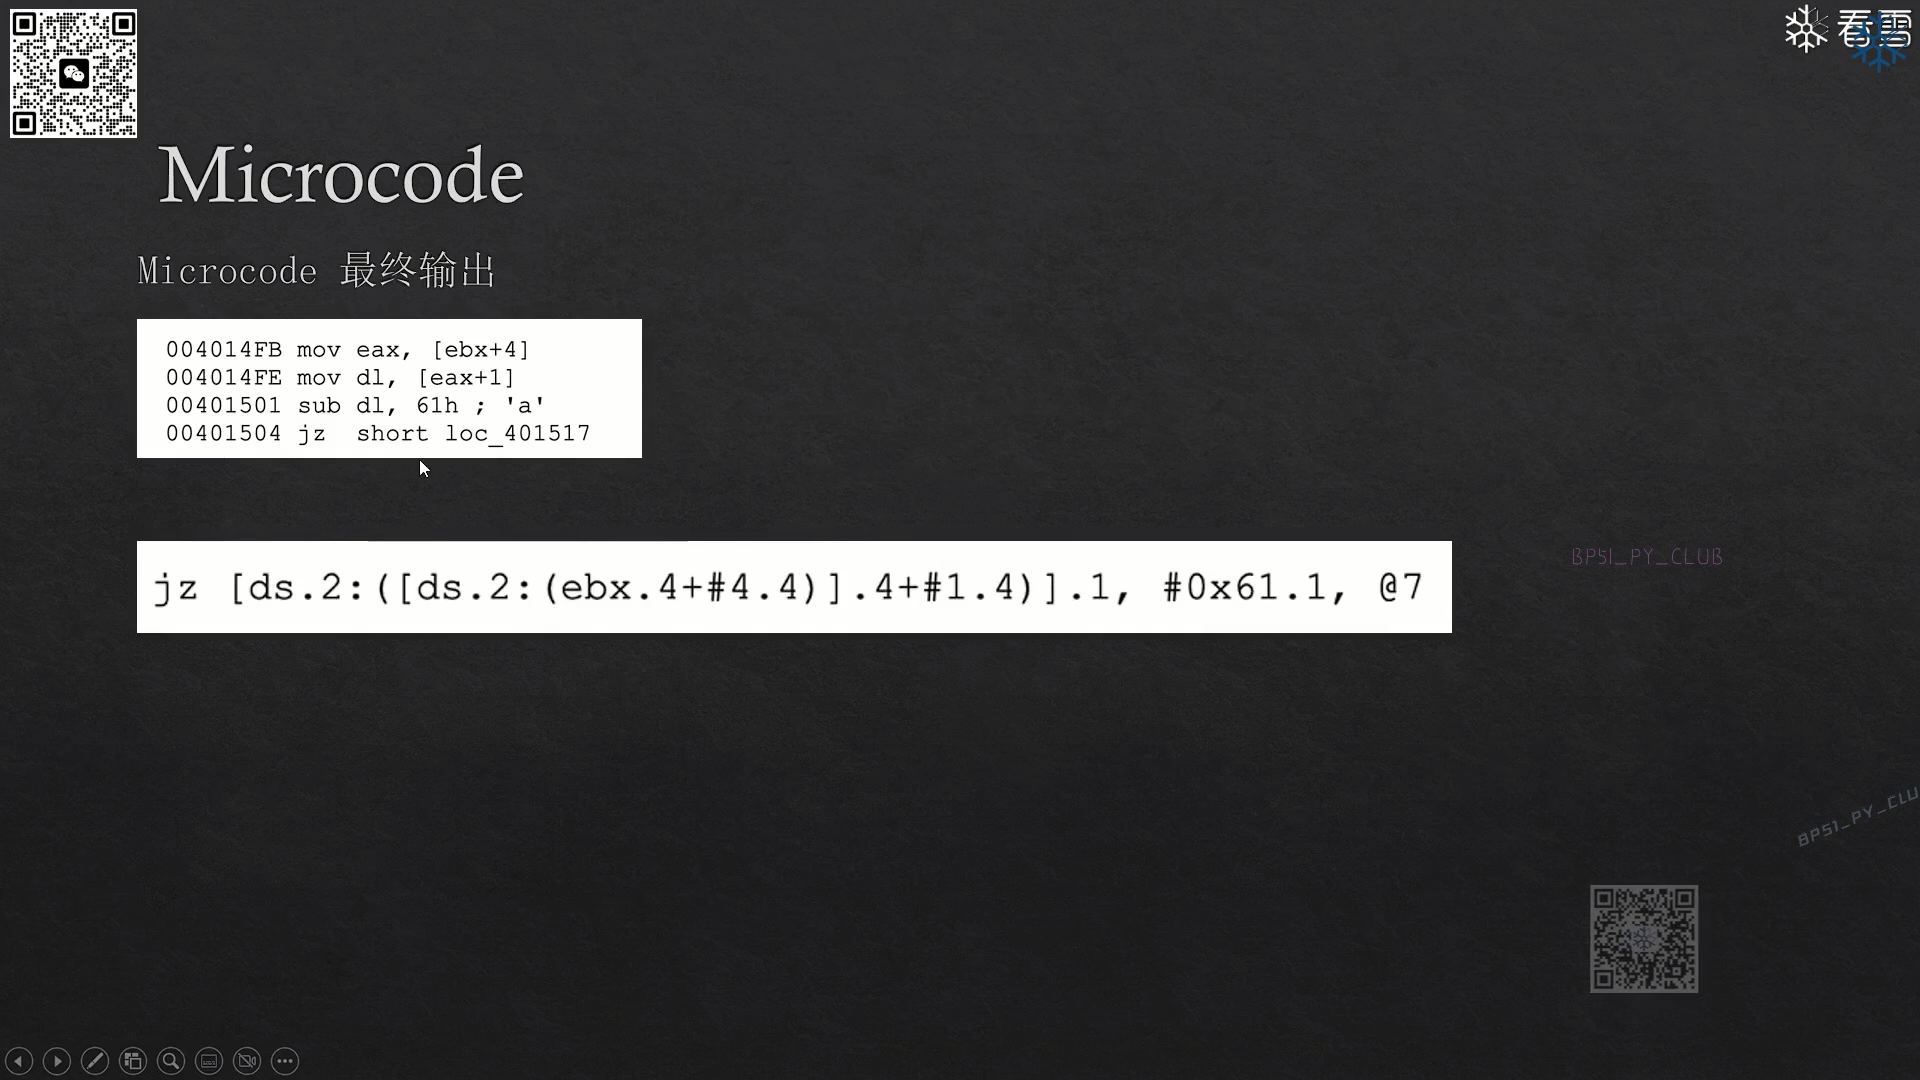 看雪
Microcode
Microcode 最终输出
004014FB mov eax, [ebx+4]
004014FE mov dl, [eax+1]
00401501 sub dl, 61h ; 'a'
00401504 jz  short loc_401517
jz [ds.2:([ds.2:(ebx.4+#4.4)].4+#1.4)].1, #0x61.1, @7
BP51_PY_CLUB
BP51_PY_CLU